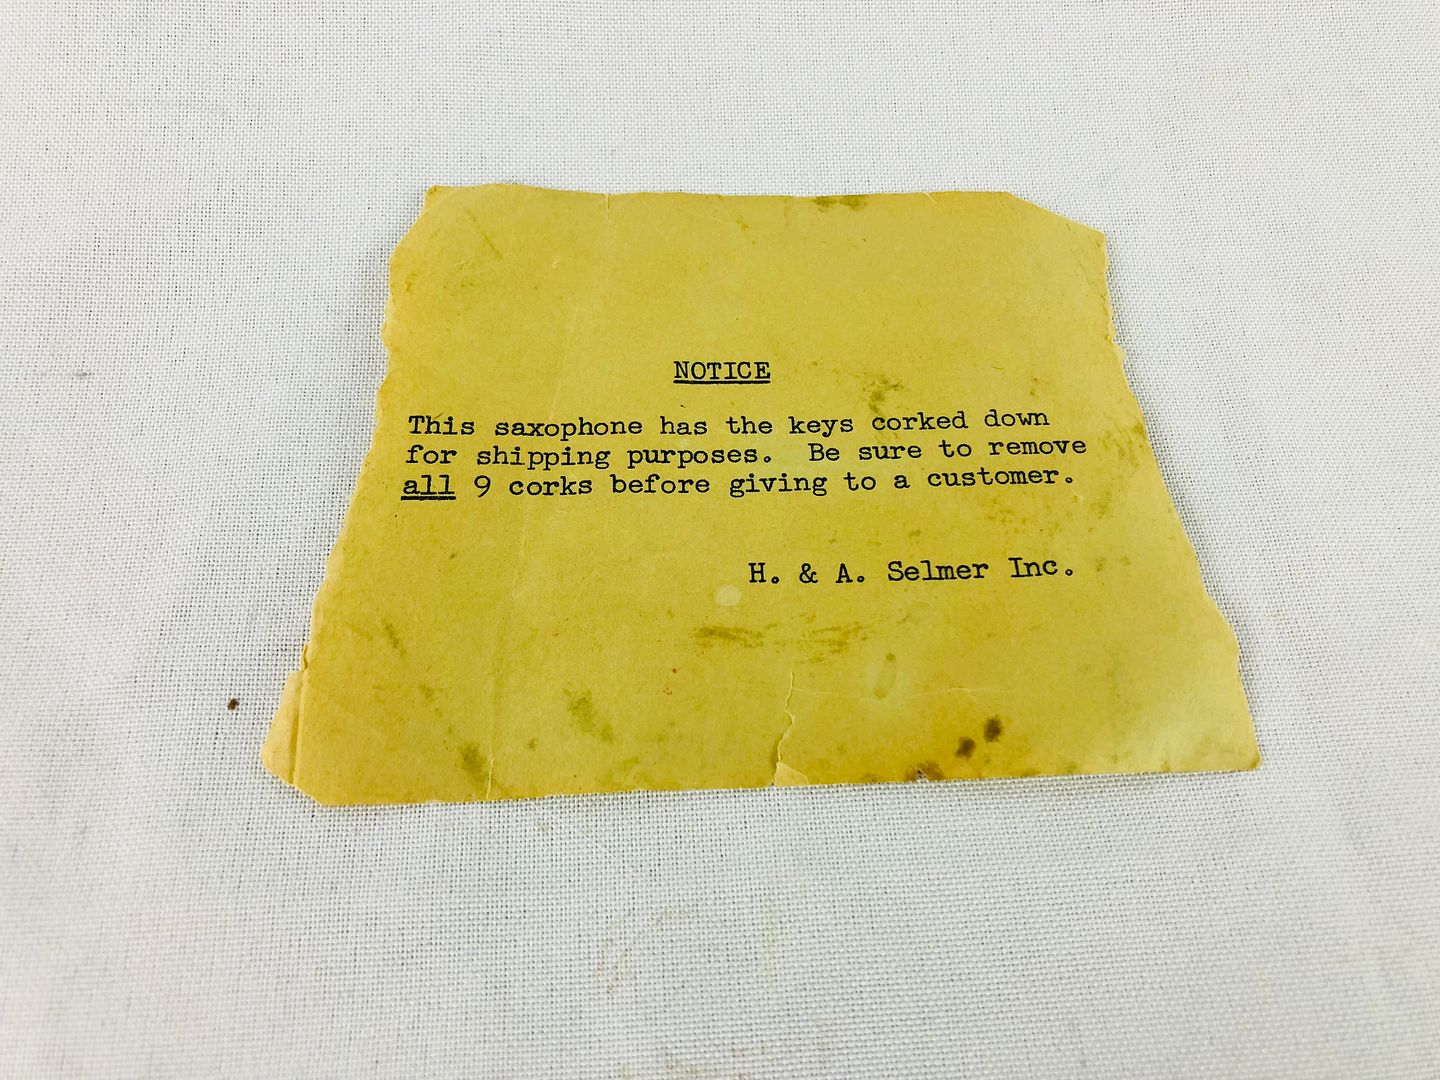 NOTICE
This saxophone has the keys corked down
for shipping purposes. Be sure to remove
all 9 corks before giving to a customer.
H. & A. Selmer Inc.